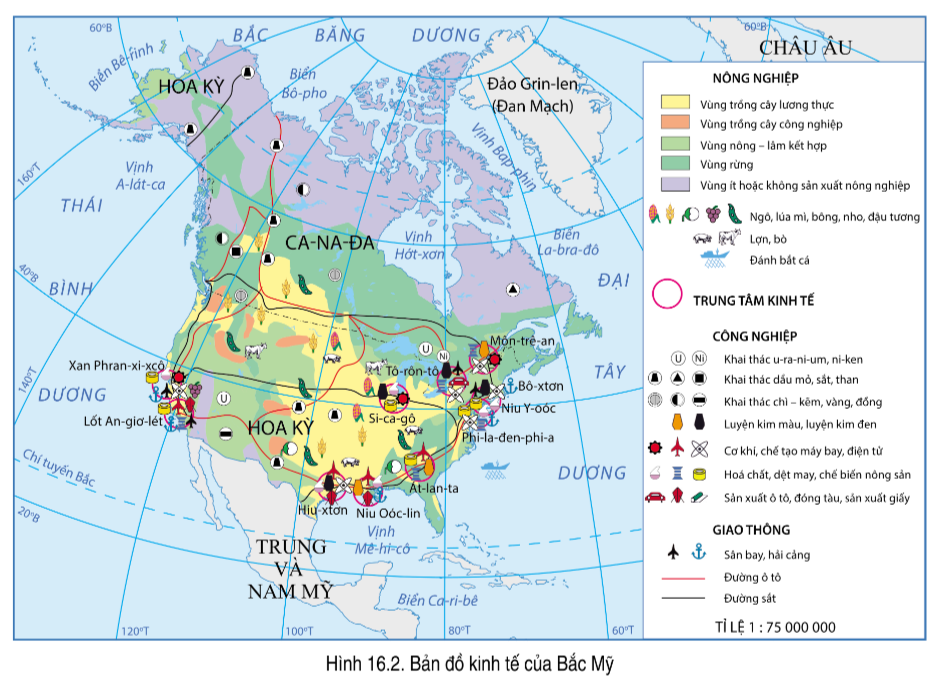 60°B
BẮC BĂNG DƯƠNG
60°B
CHÂU ÂU
Biển Bê-rinh
HOA KỲ
Biển
Bô-pho
Đảo Grin-len
(Đan Mạch)
Vịnh Báp-phin
160°T
Vịnh
A-lát-ca
THÁI
BÌNH
DƯƠNG
CA-NA-ĐA
Vịnh
Hớt-xơn
Biển
La-bra-đô
ĐẠI
TÂY
DƯƠNG
40°B
140°T
Xan Phran-xi-xcô
Lốt An-giơ-lét
U
U
Ni
Môn-trê-an
Tô-rôn-tô
Bô-xtơn
Niu Y-oóc
Si-ca-gô
Phi-la-đen-phi-a
HOA KỲ
Chí tuyến Bắc
20°B
At-lan-ta
Hiu-xtơn
Niu Oóc-lin
Vịnh
Mê-hi-cô
TRUNG
VÀ
NAM MỸ
Biển Ca-ri-bê
120°T
100°T
80°T
60°T
NÔNG NGHIỆP
Vùng trồng cây lương thực
Vùng trồng cây công nghiệp
Vùng nông – lâm kết hợp
Vùng rừng
Vùng ít hoặc không sản xuất nông nghiệp
Ngô, lúa mì, bông, nho, đậu tương
Lợn, bò
Đánh bắt cá
TRUNG TÂM KINH TẾ
CÔNG NGHIỆP
U Ni Khai thác u-ra-ni-um, ni-ken
Khai thác dầu mỏ, sắt, than
Khai thác chì – kẽm, vàng, đồng
Luyện kim màu, luyện kim đen
Cơ khí, chế tạo máy bay, điện tử
Hoá chất, dệt may, chế biến nông sản
Sản xuất ô tô, đóng tàu, sản xuất giấy
GIAO THÔNG
Sân bay, hải cảng
Đường ô tô
Đường sắt
TỈ LỆ 1 : 75 000 000
Hình 16.2. Bản đồ kinh tế của Bắc Mỹ